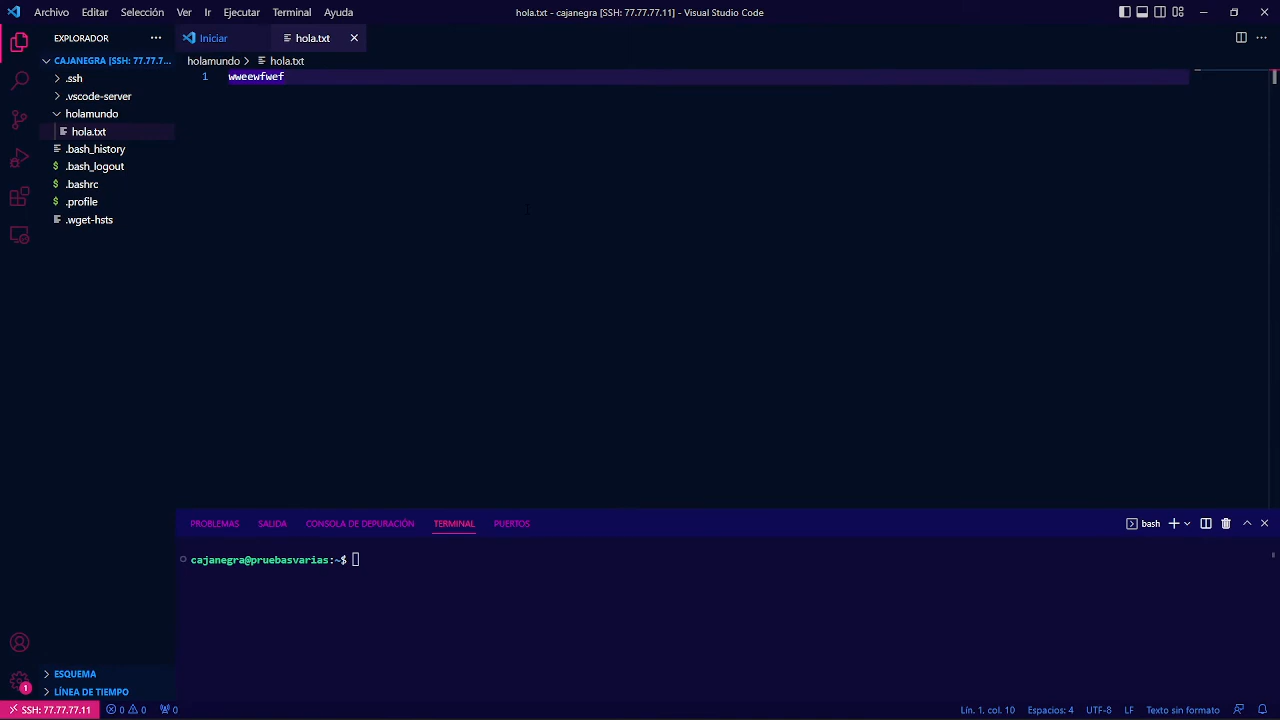 Archivo Editar Selección Ver Ir Ejecutar Terminal Ayuda
hola.txt - cajanegra [SSH: 77.77.77.11] - Visual Studio Code
EXPLORADOR
Iniciar
hola.txt
CAJANEGRA [SSH: 77.77.7...
holamundo > hola.txt
.ssh
1 wweewfwef
.vscode-server
holamundo
hola.txt
.bash_history
$ .bash_logout
$ .bashrc
$ .profile
.wget-hsts
PROBLEMAS SALIDA CONSOLA DE DEPURACIÓN TERMINAL PUERTOS
bash
cajanegra@pruebasvarias:~$
ESQUEMA
LÍNEA DE TIEMPO
1
SSH: 77.77.77.11 0 0 0
Lín. 1, col. 10 Espacios: 4 UTF-8 LF Texto sin formato